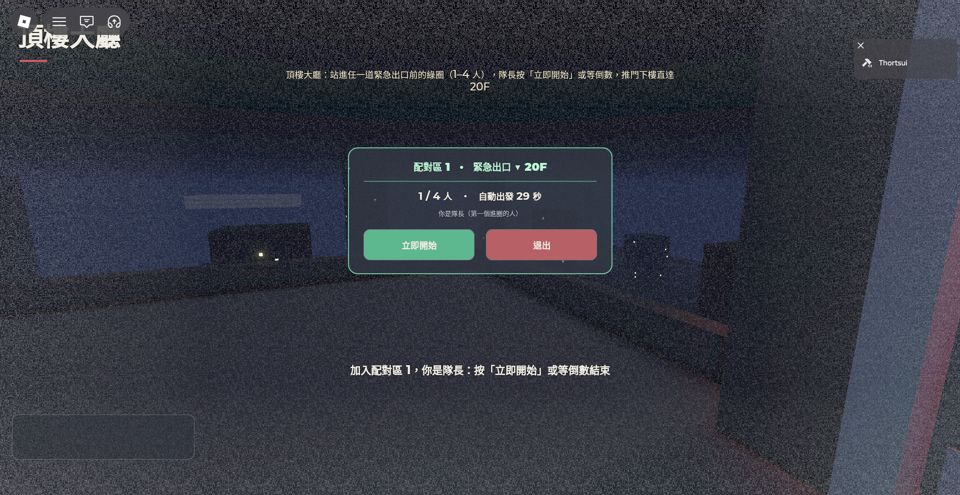 頂樓大廳
Thortsui
頂樓大廳：站進任一道緊急出口前的綠圈（1–4 人），隊長按「立即開始」或等倒數，推門下樓直達
20F
配對區 1 • 緊急出口 ▼ 20F
1 / 4 人 • 自動出發 29 秒
你是隊長（第一個進圈的人）
立即開始
退出
加入配對區 1，你是隊長：按「立即開始」或等倒數結束